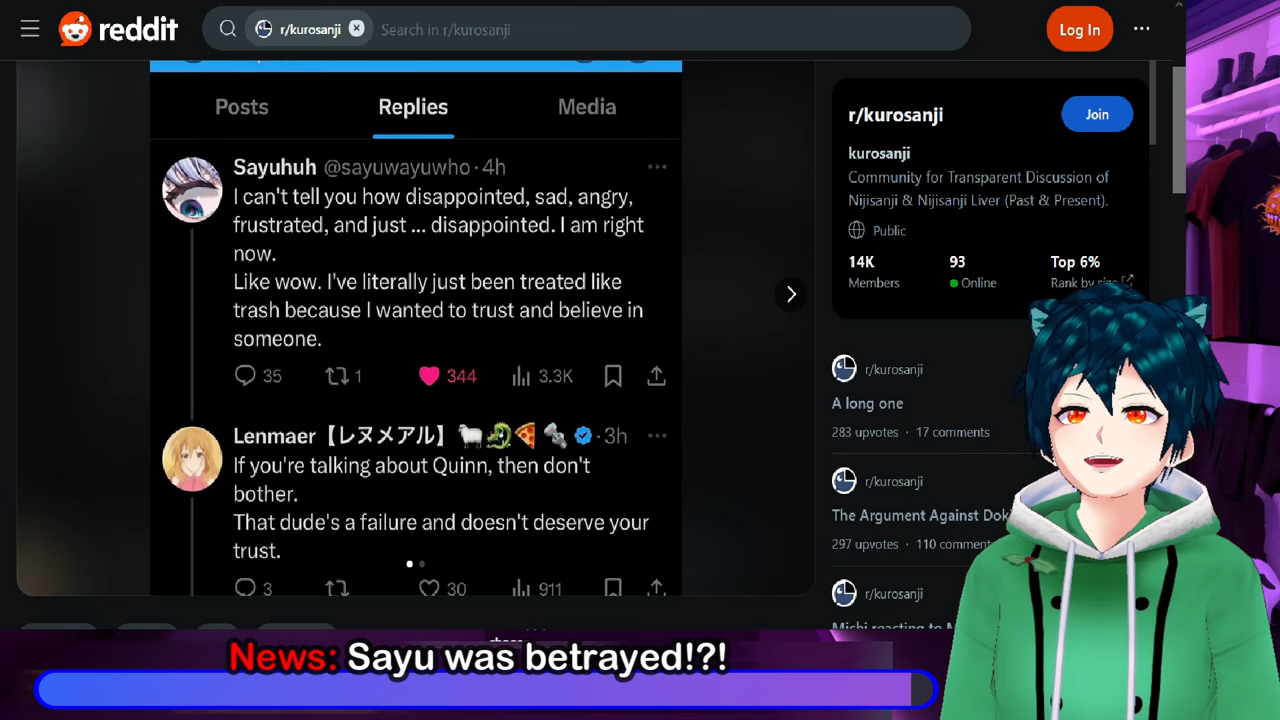 reddit
r/kurosanji
Search in r/kurosanji
Log In
Posts
Replies
Media
Sayuhuh @sayuwayuwho · 4h
I can't tell you how disappointed, sad, angry,
frustrated, and just ... disappointed. I am right
now.
Like wow. I've literally just been treated like
trash because I wanted to trust and believe in
someone.
35
1
344
3.3K
Lenmaer【レヌメアル】 🐑🐉🍕🔩 · 3h
If you're talking about Quinn, then don't
bother.
That dude's a failure and doesn't deserve your
trust.
3
30
911
r/kurosanji
Join
kurosanji
Community for Transparent Discussion of
Nijisanji & Nijisanji Liver (Past & Present).
Public
14K
93
Top 6%
Members
Online
Rank by size
r/kurosanji
A long one
283 upvotes · 17 comments
r/kurosanji
The Argument Against Dok
297 upvotes · 110 comment
r/kurosanji
Mishi reacting to
News: Sayu was betrayed!?!